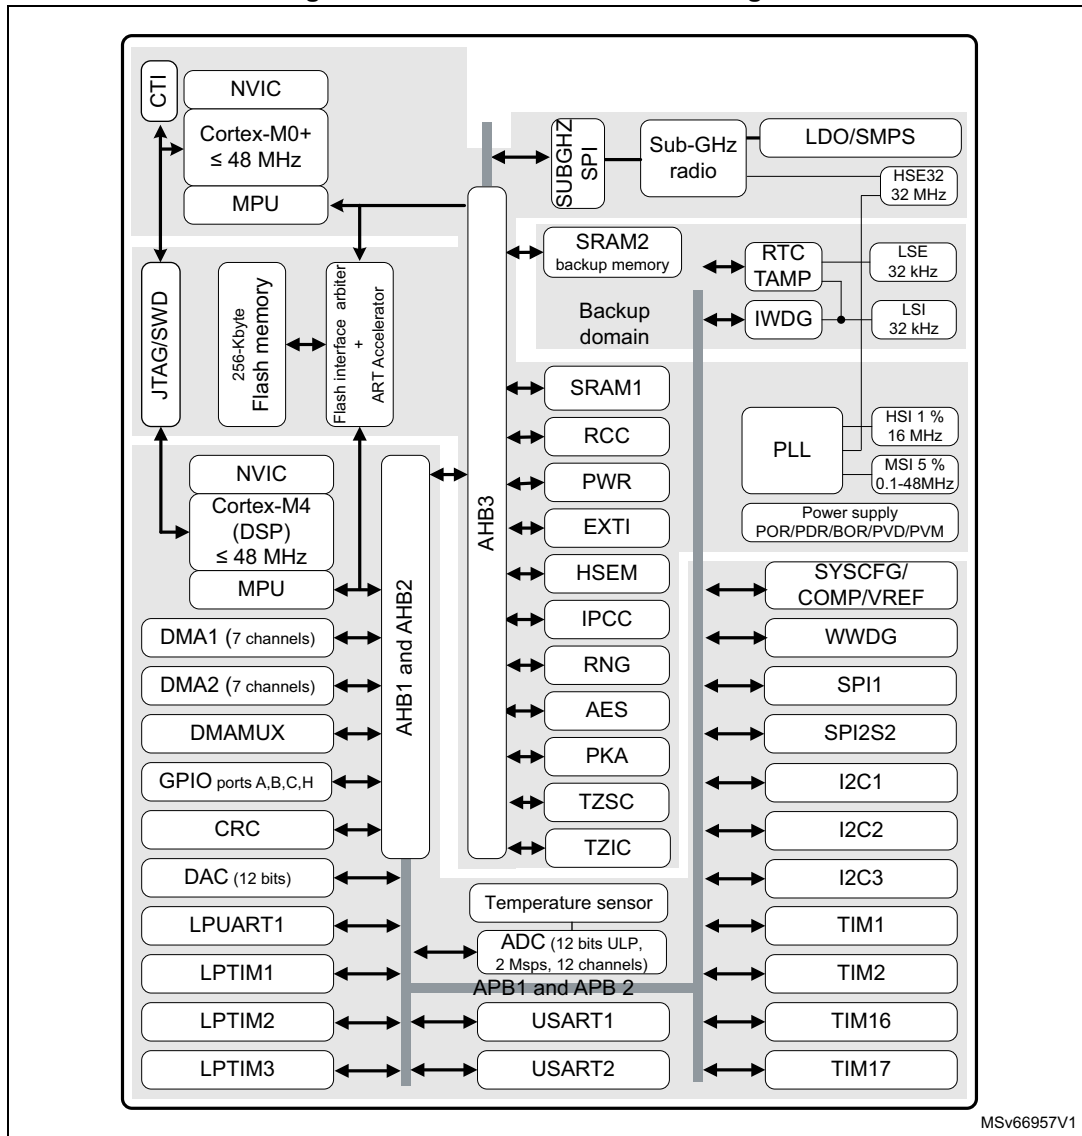 CTI
NVIC
Cortex-M0+
≤ 48 MHz
MPU
SUBGHZ
SPI
Sub-GHz
radio
LDO/SMPS
HSE32
32 MHz
JTAG/SWD
256-Kbyte
Flash memory
Flash interface arbiter
+
ART Accelerator
SRAM2
backup memory
RTC
TAMP
LSE
32 kHz
Backup
domain
IWDG
LSI
32 kHz
NVIC
Cortex-M4
(DSP)
≤ 48 MHz
MPU
AHB1 and AHB2
AHB3
SRAM1
RCC
PWR
EXTI
HSEM
IPCC
RNG
AES
PKA
TZSC
TZIC
PLL
HSI 1 %
16 MHz
MSI 5 %
0.1-48MHz
Power supply
POR/PDR/BOR/PVD/PVM
DMA1 (7 channels)
DMA2 (7 channels)
DMAMUX
GPIO ports A,B,C,H
CRC
DAC (12 bits)
LPUART1
LPTIM1
LPTIM2
LPTIM3
Temperature sensor
ADC (12 bits ULP,
2 Msps, 12 channels)
APB1 and APB 2
USART1
USART2
SYSCFG/
COMP/VREF
WWDG
SPI1
SPI2S2
I2C1
I2C2
I2C3
TIM1
TIM2
TIM16
TIM17
MSv66957V1